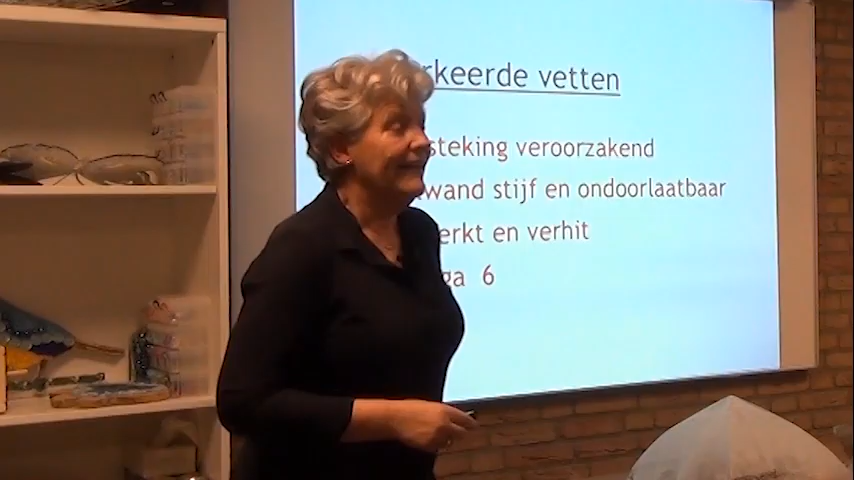 rkeerde vetten
steking veroorzakend
wand stijf en ondoorlaatbaar
erkt en verhit
ga 6